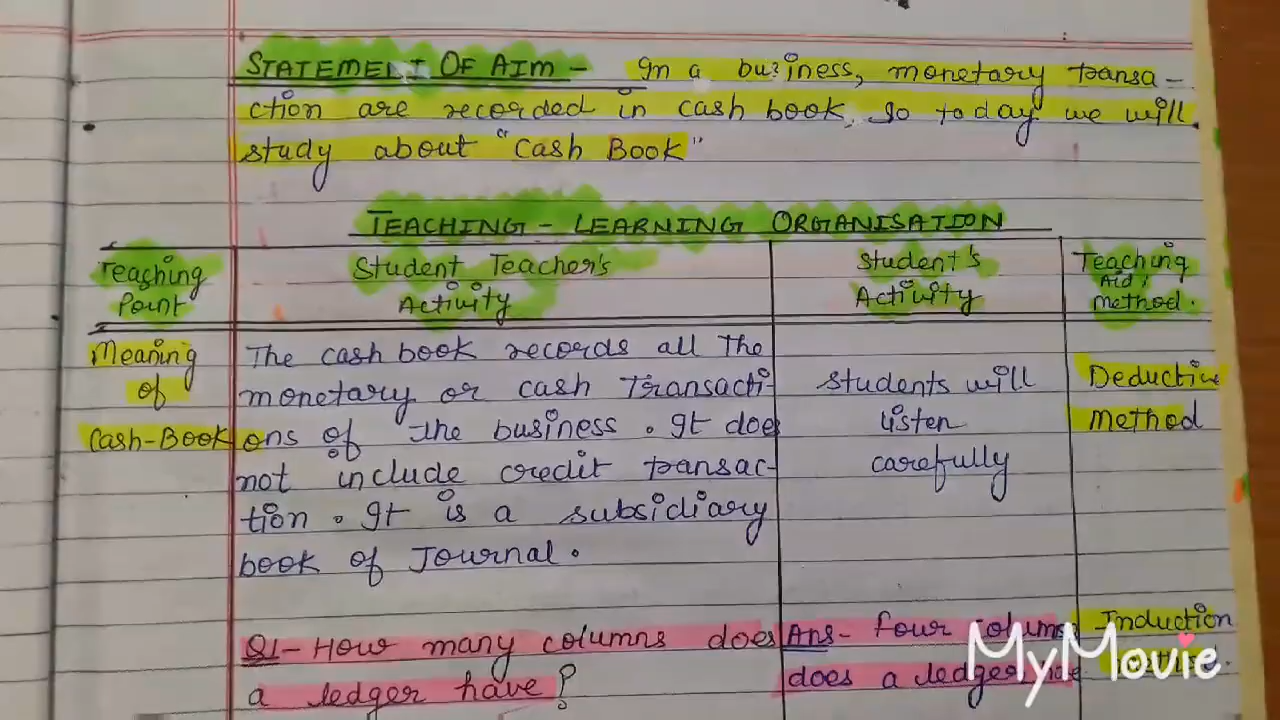 STATEMENT OF AIM - In a business, monetary transa-
ction are recorded in cash book, so today we will
study about "Cash Book"
TEACHING - LEARNING ORGANISATION
Teaching Point
Student Teacher's Activity
Student's Activity
Teaching Aid/ method.
Meaning
of
Cash-Book
The cash book records all the
monetary or cash transacti-
ons of the business. It does
not include credit transac-
tion. It is a subsidiary
book of Journal.
students will
listen
carefully
Deductive
method
Q1- How many columns does
a ledger have?
Ans- four columns
does a ledger
Induction
MyMovie